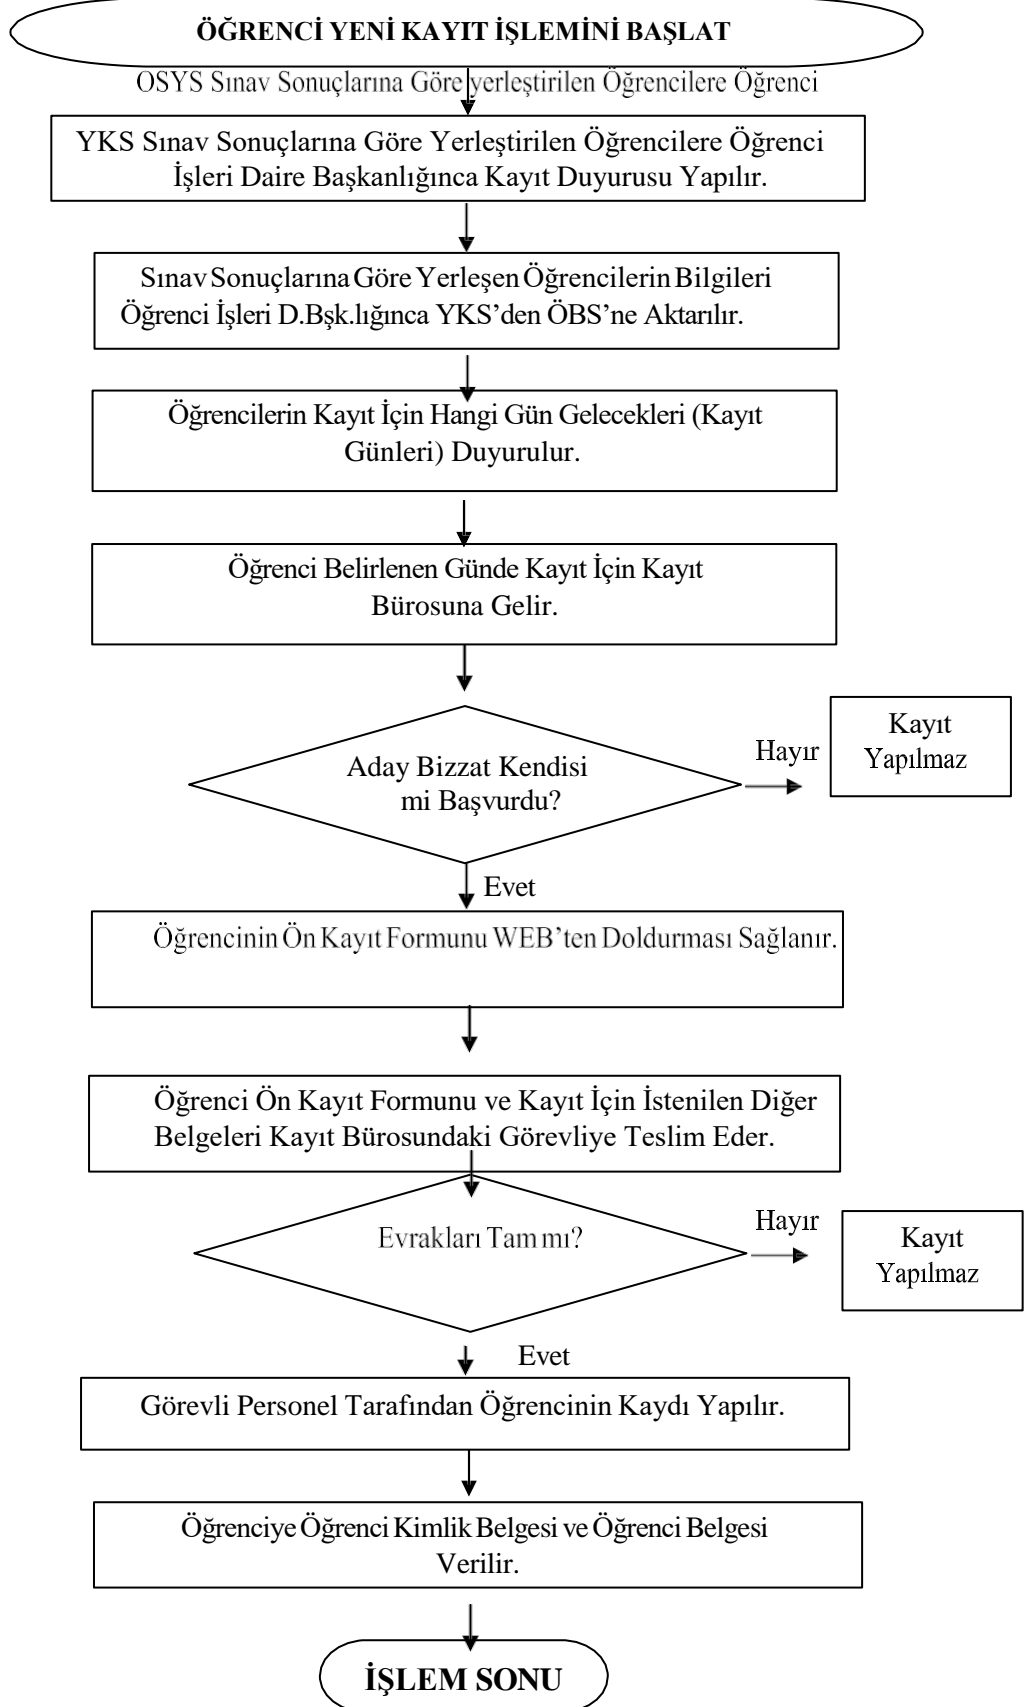 ÖĞRENCİ YENİ KAYIT İŞLEMİNİ BAŞLAT
OSYS Sınav Sonuçlarına Göre yerleştirilen Öğrencilere Öğrenci
YKS Sınav Sonuçlarına Göre Yerleştirilen Öğrencilere Öğrenci
İşleri Daire Başkanlığınca Kayıt Duyurusu Yapılır.
Sınav Sonuçlarına Göre Yerleşen Öğrencilerin Bilgileri
Öğrenci İşleri D.Bşk.lığınca YKS’den ÖBS’ne Aktarılır.
Öğrencilerin Kayıt İçin Hangi Gün Gelecekleri (Kayıt
Günleri) Duyurulur.
Öğrenci Belirlenen Günde Kayıt İçin Kayıt
Bürosuna Gelir.
Aday Bizzat Kendisi
mi Başvurdu?
Hayır
Kayıt
Yapılmaz
Evet
Öğrencinin Ön Kayıt Formunu WEB’ten Doldurması Sağlanır.
Öğrenci Ön Kayıt Formunu ve Kayıt İçin İstenilen Diğer
Belgeleri Kayıt Bürosundaki Görevliye Teslim Eder.
Evrakları Tam mı?
Hayır
Kayıt
Yapılmaz
Evet
Görevli Personel Tarafından Öğrencinin Kaydı Yapılır.
Öğrenciye Öğrenci Kimlik Belgesi ve Öğrenci Belgesi
Verilir.
İŞLEM SONU